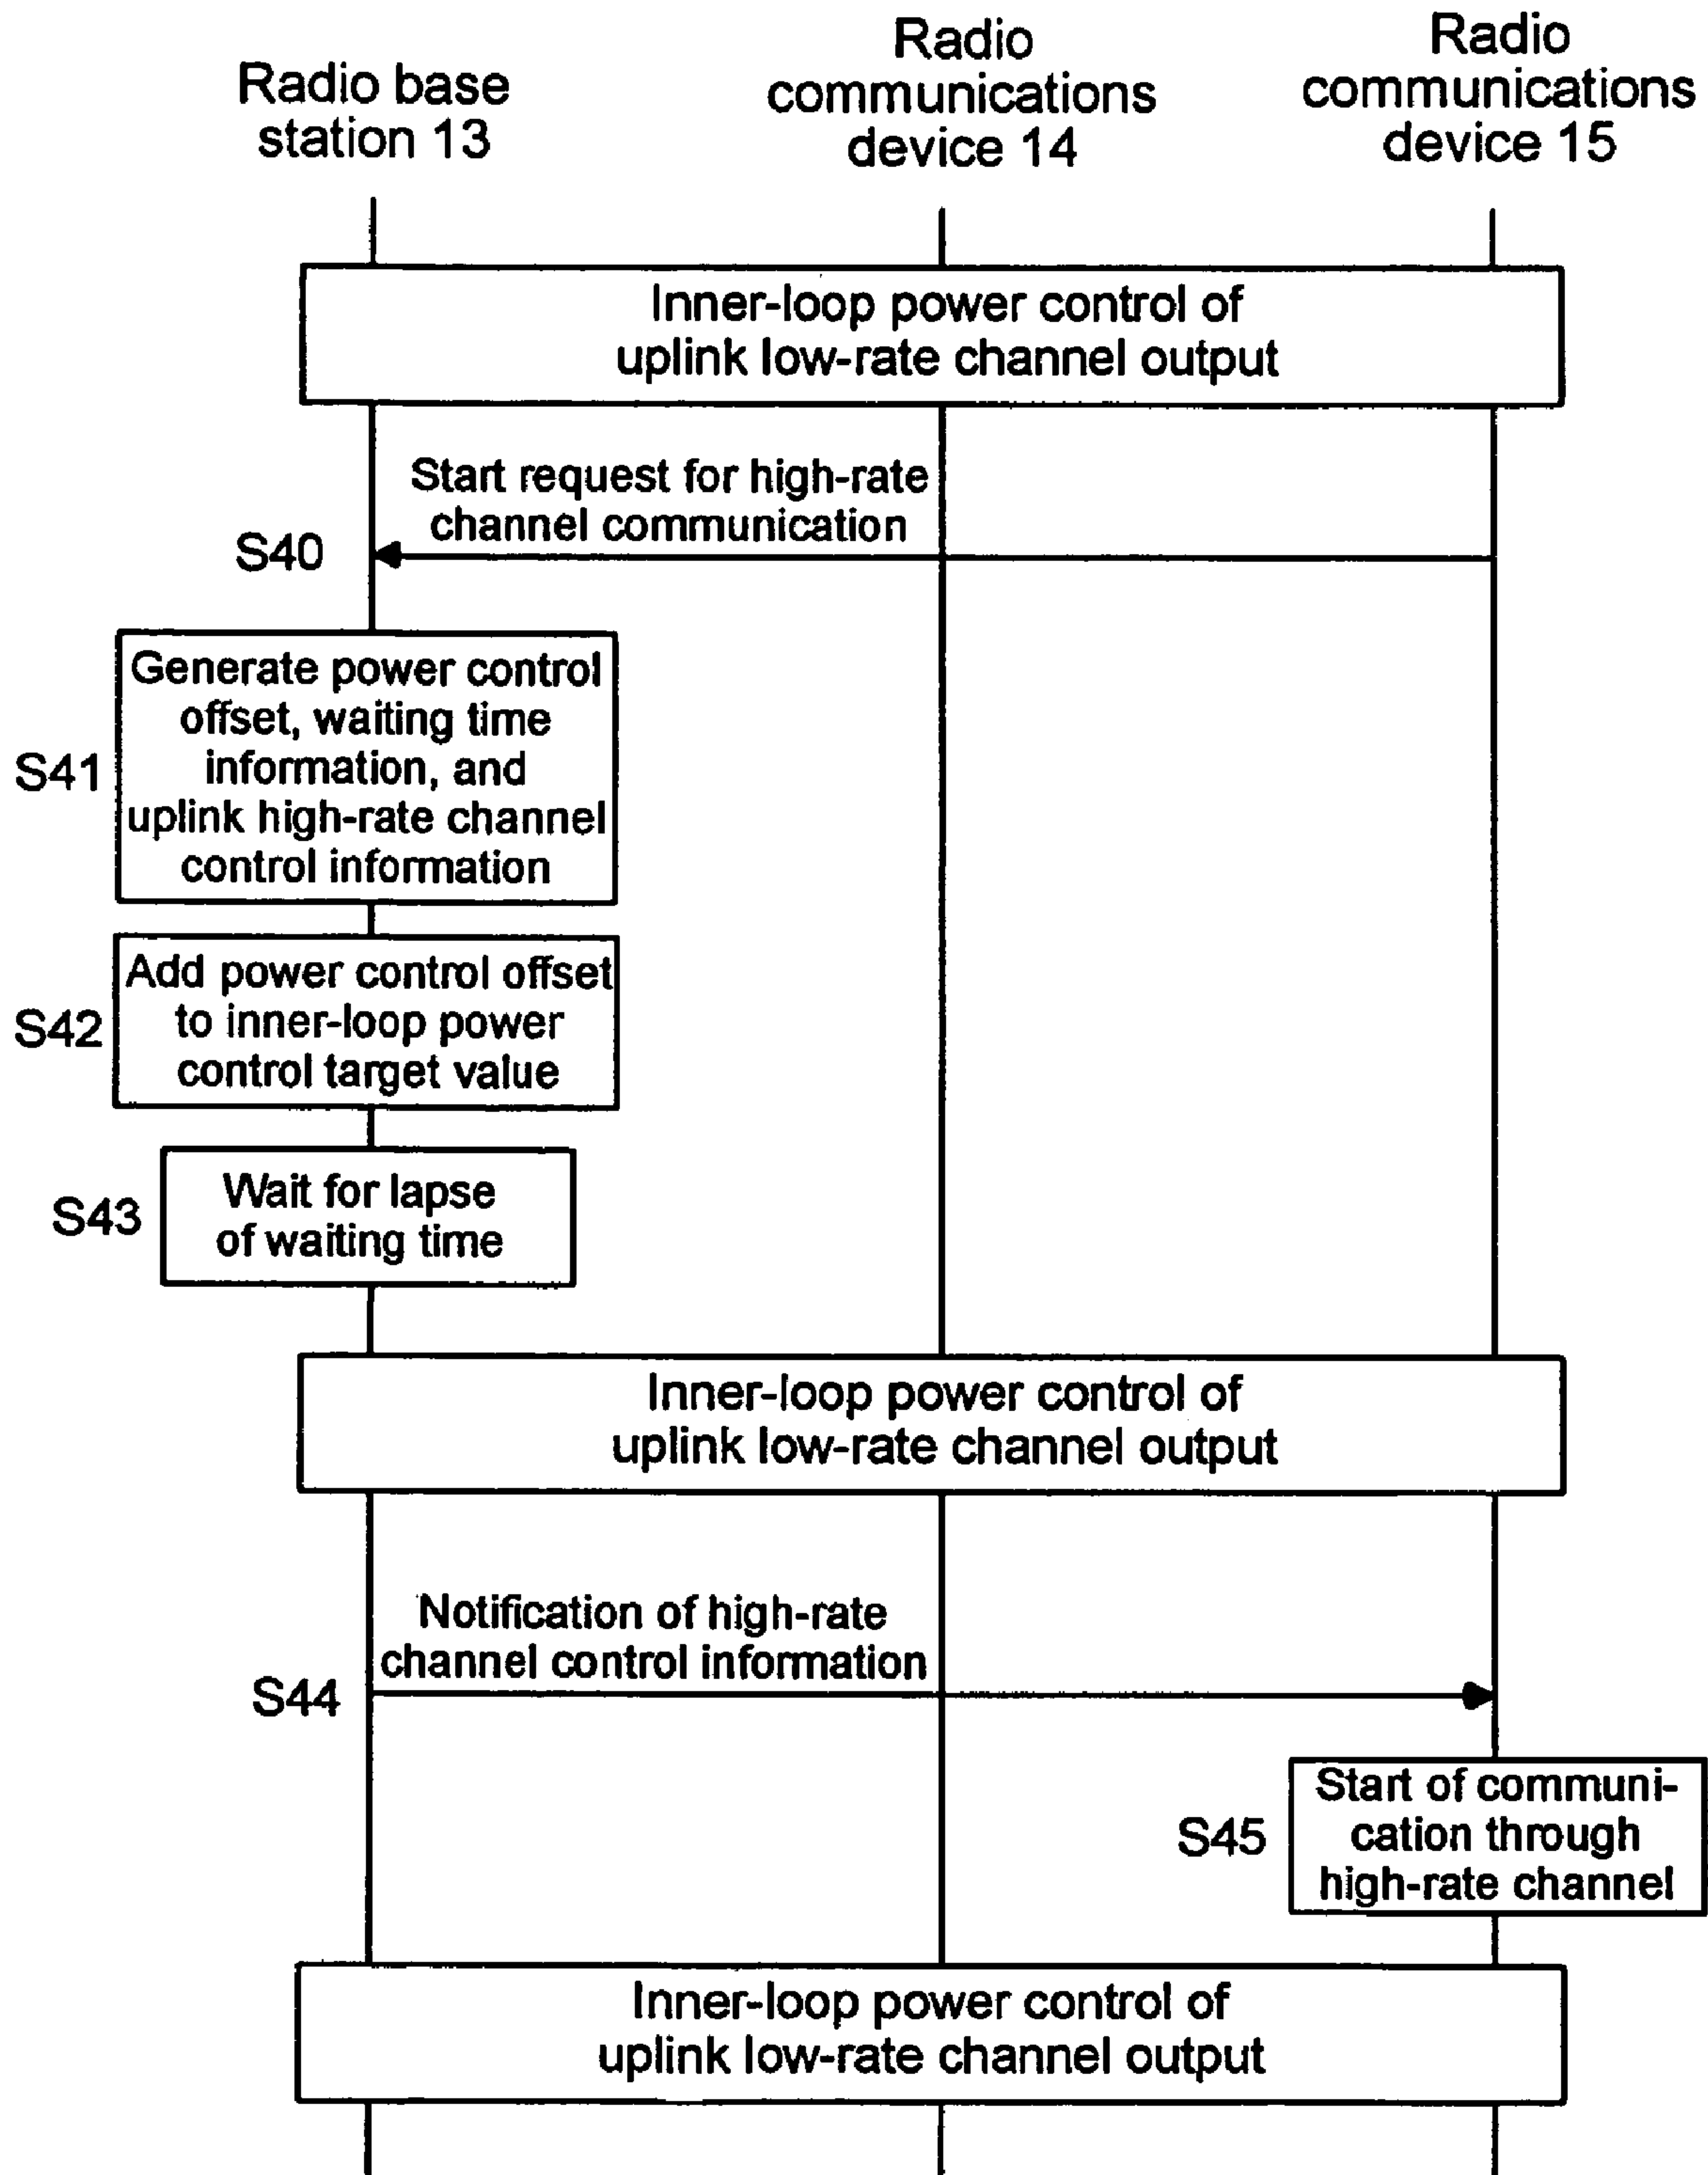 Radio base
station 13
Radio
communications
device 14
Radio
communications
device 15
Inner-loop power control of
uplink low-rate channel output
Start request for high-rate
channel communication
S40
S41
Generate power control
offset, waiting time
information, and
uplink high-rate channel
control information
S42
Add power control offset
to inner-loop power
control target value
S43
Wait for lapse
of waiting time
Inner-loop power control of
uplink low-rate channel output
Notification of high-rate
channel control information
S44
S45
Start of communi-
cation through
high-rate channel
Inner-loop power control of
uplink low-rate channel output